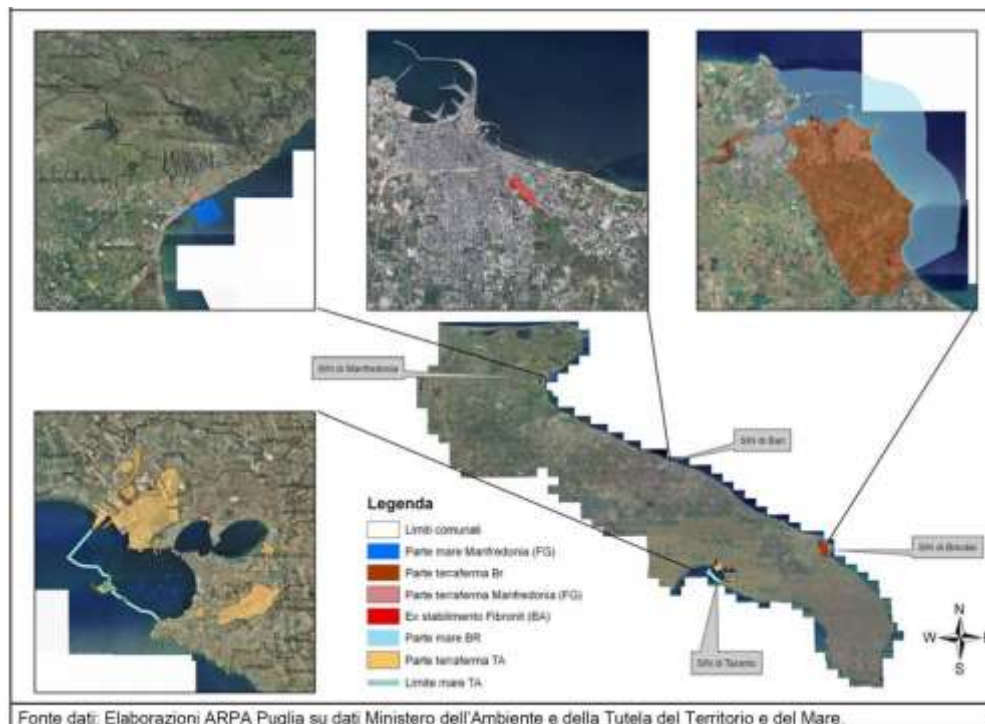 SIN di Manfredonia
SIN di Bari
SIN di Brindisi
SIN di Taranto
Legenda
Limiti comunali
Parte mare Manfredonia (FG)
Parte terraferma Br
Parte terraferma Manfredonia (FG)
Ex stabilimento Fibronit (BA)
Parte mare BR
Parte terraferma TA
Limite mare TA
N
W
E
S
Fonte dati: Elaborazioni ARPA Puglia su dati Ministero dell'Ambiente e della Tutela del Territorio e del Mare.